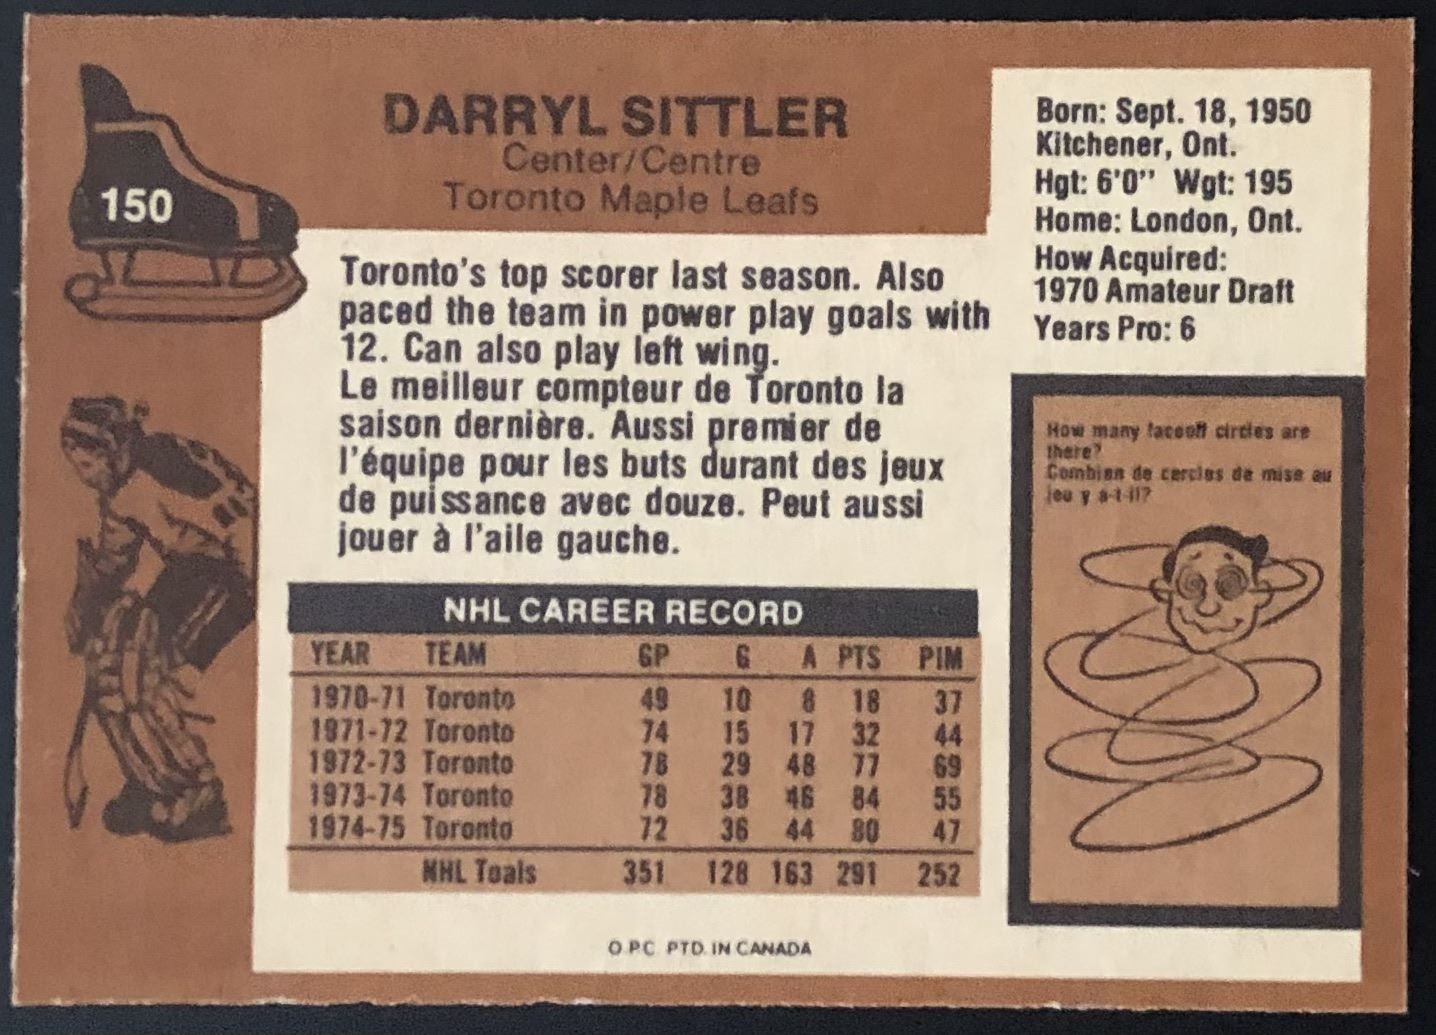 150
DARRYL SITTLER
Center/Centre
Toronto Maple Leafs
Born: Sept. 18, 1950
Kitchener, Ont.
Hgt: 6'0" Wgt: 195
Home: London, Ont.
How Acquired:
1970 Amateur Draft
Years Pro: 6
Toronto's top scorer last season. Also
paced the team in power play goals with
12. Can also play left wing.
Le meilleur compteur de Toronto la
saison dernière. Aussi premier de
l'équipe pour les buts durant des jeux
de puissance avec douze. Peut aussi
jouer à l'aile gauche.
How many faceoff circles are
there?
Combien de cercles de mise au
jeu y a-t-il?
NHL CAREER RECORD
YEAR TEAM GP G A PTS PIM
1970-71 Toronto 49 10 8 18 37
1971-72 Toronto 74 15 17 32 44
1972-73 Toronto 78 29 48 77 69
1973-74 Toronto 78 38 46 84 55
1974-75 Toronto 72 36 44 80 47
NHL Toals 351 128 163 291 252
O.P.C. PTD. IN CANADA